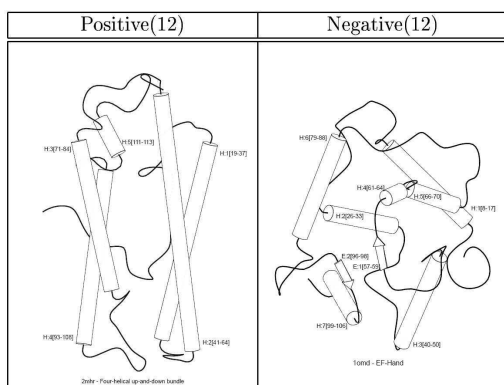 Positive(12)
Negative(12)
H:5[111-113]
H:3[71-84]
H:1[19-37]
H:4[93-108]
H:2[41-64]
2mhr - Four-helical up-and-down bundle
H:6[79-88]
H:4[61-64]
H:5[66-70]
H:1[8-17]
H:2[26-33]
E:2[96-98]
E:1[57-59]
H:7[99-106]
H:3[40-50]
1omd - EF-Hand